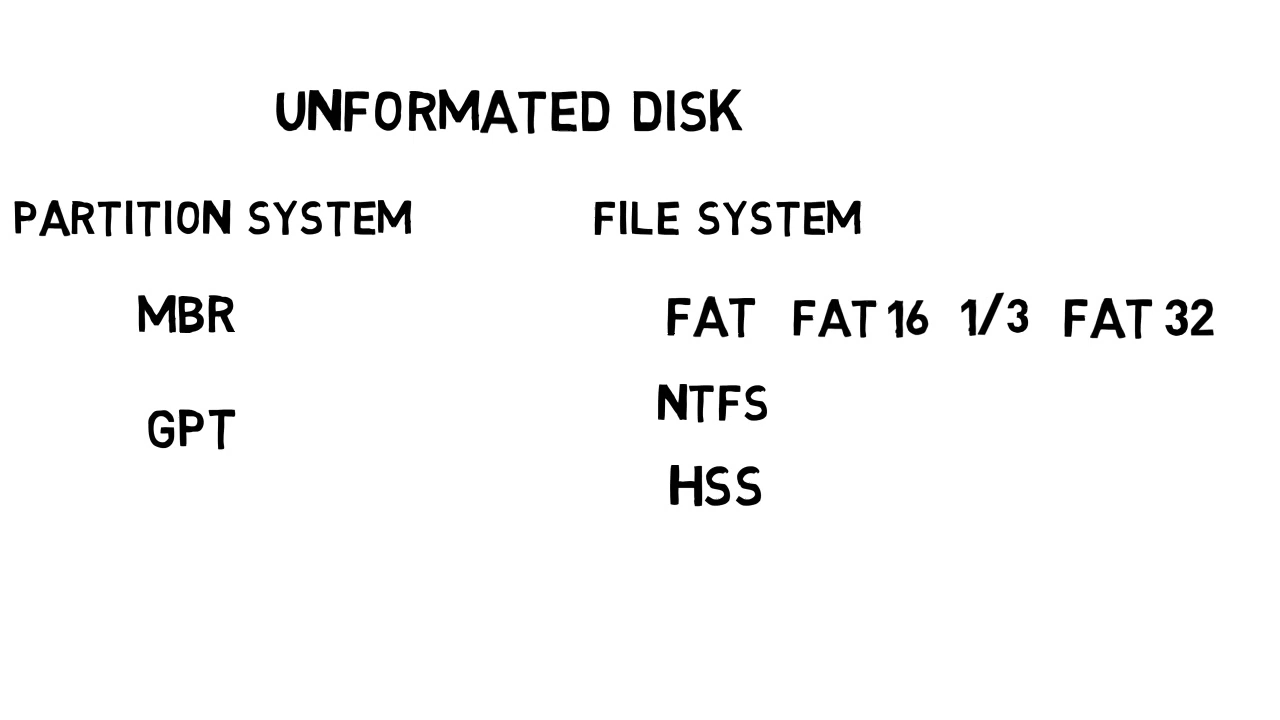 UNFORMATED DISK
PARTITION SYSTEM FILE SYSTEM
MBR FAT FAT 16 1/3 FAT 32
NTFS
GPT
HSS